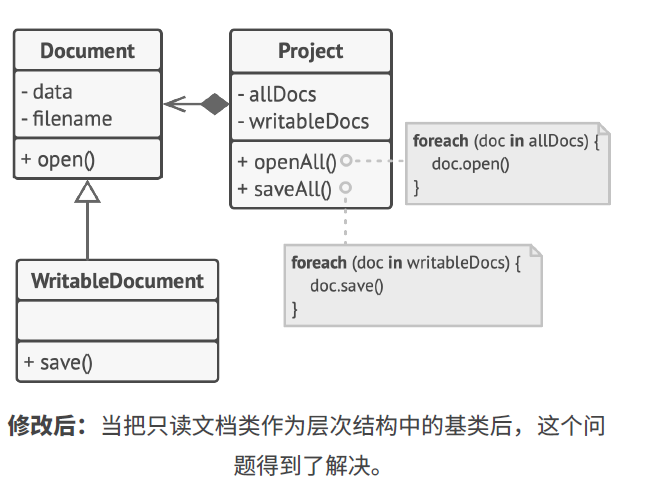 Document
- data
- filename
+ open()
Project
- allDocs
- writableDocs
+ openAll()
+ saveAll()
foreach (doc in allDocs) {
doc.open()
}
foreach (doc in writableDocs) {
doc.save()
}
WritableDocument
+ save()
修改后：当把只读文档类作为层次结构中的基类后，这个问
题得到了解决。